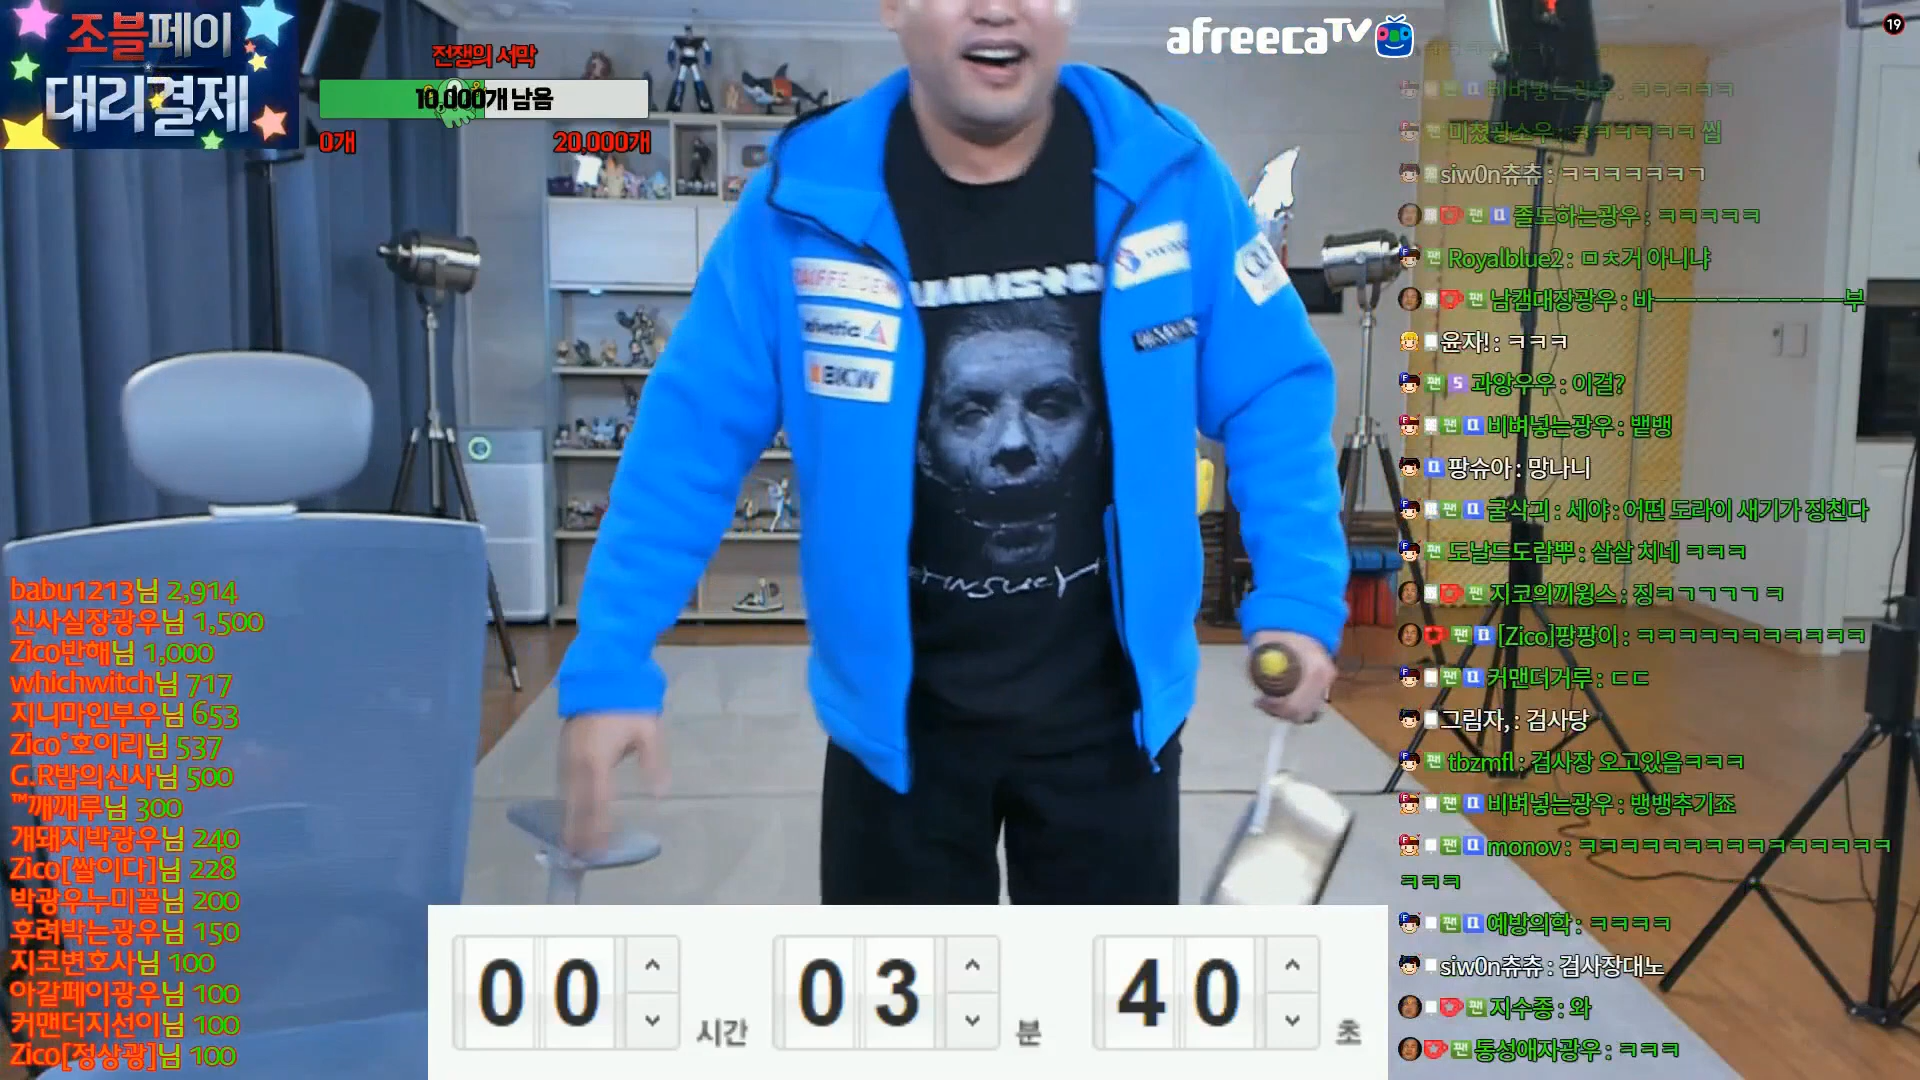 조블페이
대리결제
전쟁의 서막
10,000개 남음
0개
20,000개
afreecaTV
19
helvetia
BKW
비벼넣는광우 : ㅋㅋㅋㅋㅋ
미쳤광소우 : ㅋㅋㅋㅋㅋㅋ 씹
siw0n츄츄 : ㅋㅋㅋㅋㅋㅋㄱ
졸도하는광우 : ㅋㅋㅋㅋㅋ
Royalblue2 : ㅁㅊ거 아니냐
남캠대장광우 : 바ㅡㅡㅡㅡㅡㅡㅡㅡㅡ부
윤자! : ㅋㅋㅋ
과앙우우 : 이걸?
비벼넣는광우 : 뱉뱅
팡슈아 : 망나니
굴삭긔 : 세야 : 어떤 도라이 새기가 징친다
도날드도람뿌 : 살살 치네 ㅋㅋㅋ
지코의끼윙스 : 징ㅋㄱㄱㄱㄱ ㅋ
[Zico]팡팡이 : ㅋㅋㅋㅋㅋㅋㅋㅋㅋㅋㅋ
커맨더거루 : ㄷㄷ
그림자, : 검사당
tbzmfl : 검사장 오고있음ㅋㅋㅋ
비벼넣는광우 : 뱅뱅추기죠
monov : ㅋㅋㅋㅋㅋㅋㅋㅋㅋㅋㅋㅋㅋㅋㅋ
ㅋㅋㅋ
예방의학 : ㅋㅋㅋㅋ
siw0n츄츄 : 검사장대노
지수종 : 와
동성애자광우 : ㅋㅋㅋ
babu1213님 2,914
신사실장광우님 1,500
Zico반해님 1,000
whichwitch님 717
지니마인부우님 653
Zico°호이리님 537
G.R밤의신사님 500
™깨깨루님 300
개돼지박광우님 240
Zico[쌀이다]님 228
박광우누미꼴님 200
후려박는광우님 150
지코변호사님 100
아갈페이광우님 100
커맨더지선이님 100
Zico[정상광]님 100
00 시간 03 분 40 초